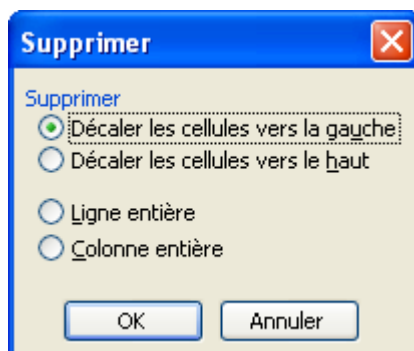 Supprimer
Supprimer
Décaler les cellules vers la gauche
Décaler les cellules vers le haut
Ligne entière
Colonne entière
OK Annuler